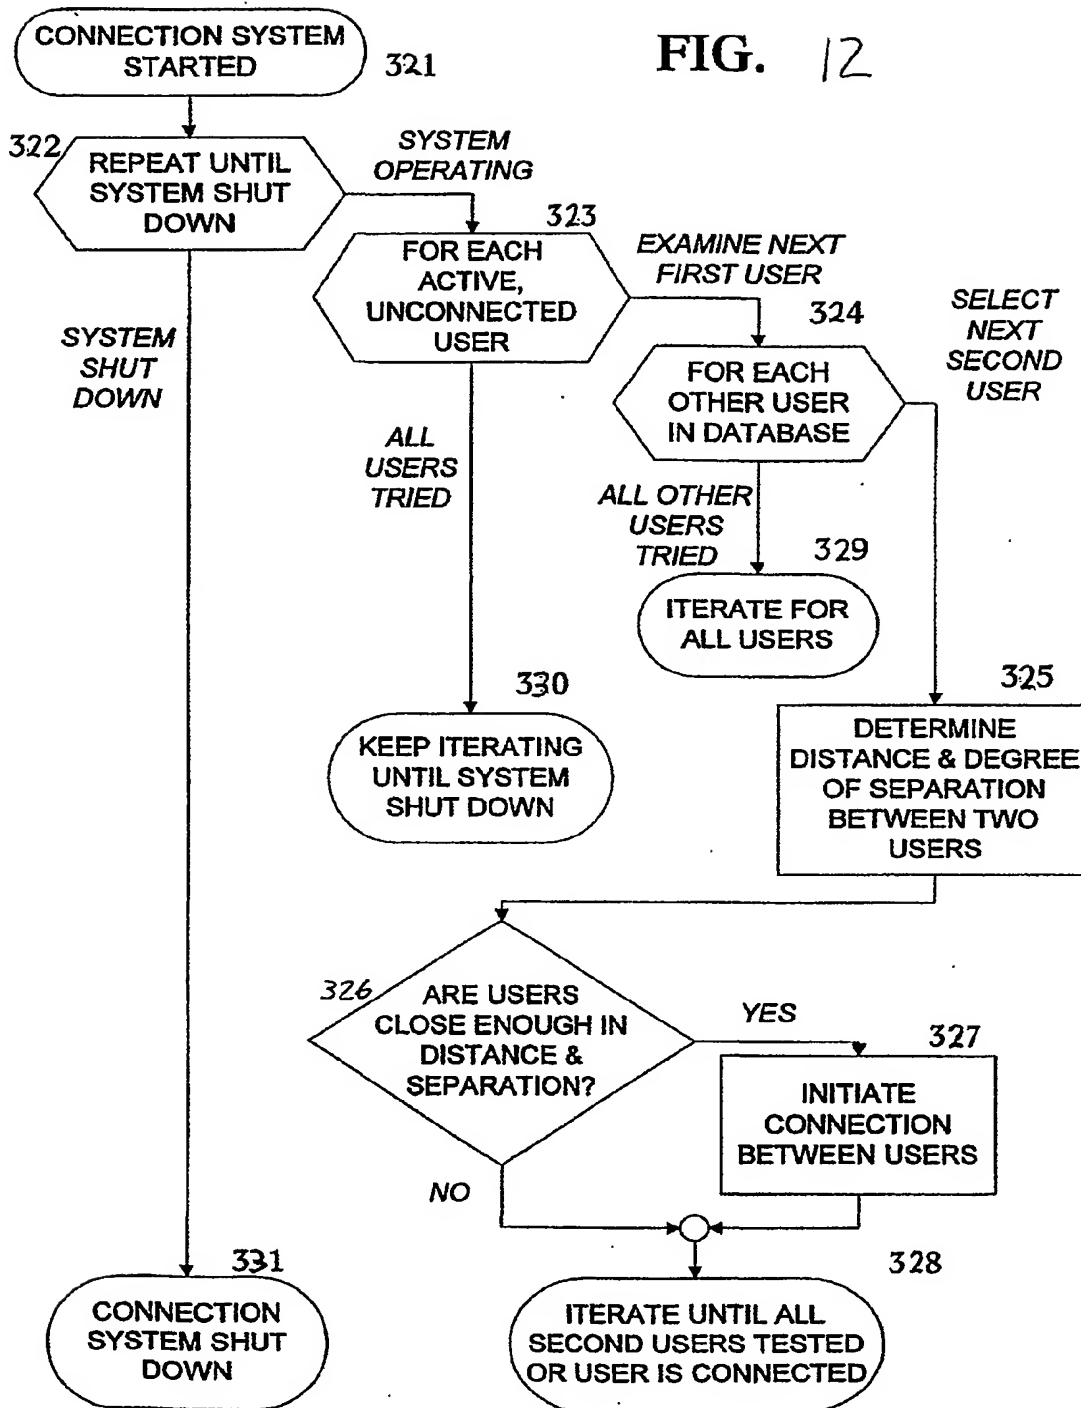 CONNECTION SYSTEM
STARTED
321
FIG. 12
322
REPEAT UNTIL
SYSTEM SHUT
DOWN
SYSTEM
OPERATING
323
FOR EACH
ACTIVE,
UNCONNECTED
USER
EXAMINE NEXT
FIRST USER
324
FOR EACH
OTHER USER
IN DATABASE
SELECT
NEXT
SECOND
USER
SYSTEM
SHUT
DOWN
ALL
USERS
TRIED
ALL OTHER
USERS
TRIED
329
ITERATE FOR
ALL USERS
330
KEEP ITERATING
UNTIL SYSTEM
SHUT DOWN
325
DETERMINE
DISTANCE & DEGREE
OF SEPARATION
BETWEEN TWO
USERS
326
ARE USERS
CLOSE ENOUGH IN
DISTANCE &
SEPARATION?
YES
327
INITIATE
CONNECTION
BETWEEN USERS
NO
328
ITERATE UNTIL ALL
SECOND USERS TESTED
OR USER IS CONNECTED
331
CONNECTION
SYSTEM SHUT
DOWN